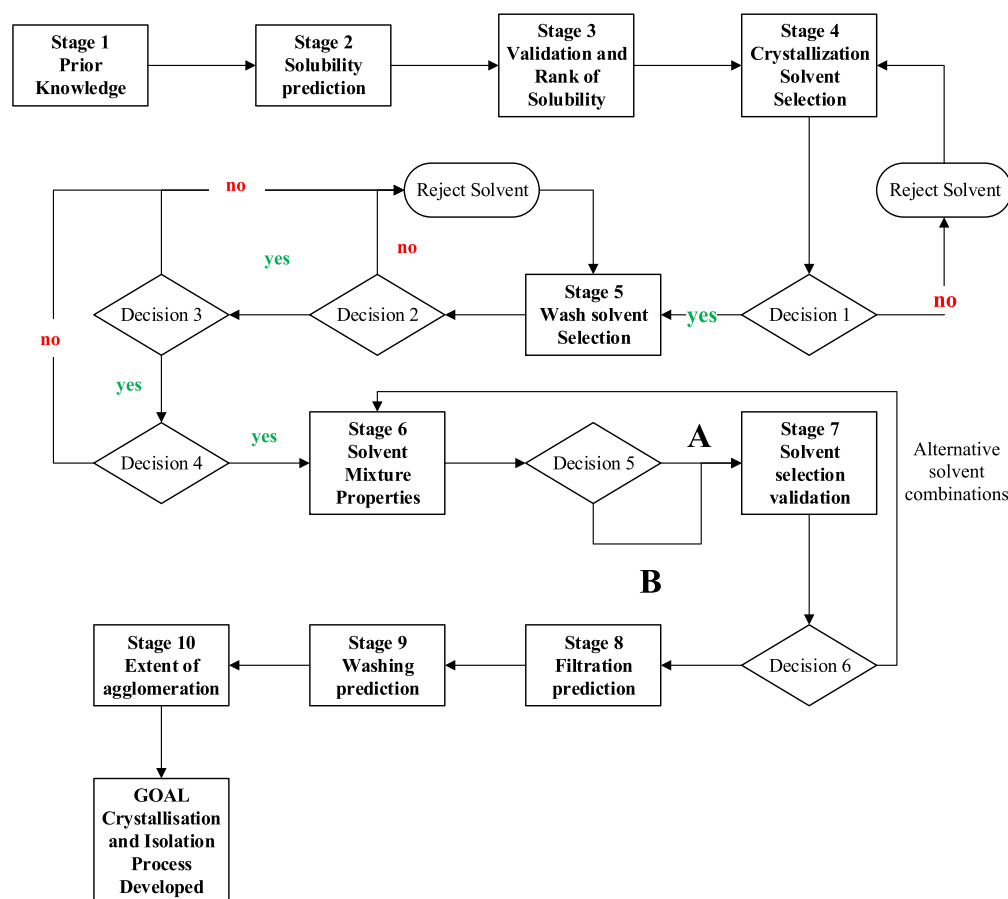 Stage 1
Prior
Knowledge
Stage 2
Solubility
prediction
Stage 3
Validation and
Rank of
Solubility
Stage 4
Crystallization
Solvent
Selection
no
Reject Solvent
Reject Solvent
yes
no
Decision 3
Decision 2
Stage 5
Wash solvent
Selection
yes
Decision 1
no
no
yes
Decision 4
yes
Stage 6
Solvent
Mixture
Properties
Decision 5
A
B
Stage 7
Solvent
selection
validation
Alternative
solvent
combinations
Stage 10
Extent of
agglomeration
Stage 9
Washing
prediction
Stage 8
Filtration
prediction
Decision 6
GOAL
Crystallisation
and Isolation
Process
Developed